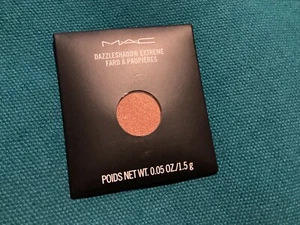 MAC
DAZZLESHADOW EXTREME
FARD À PAUPIÈRES
POIDS NET WT. 0.05 OZ./1.5 g